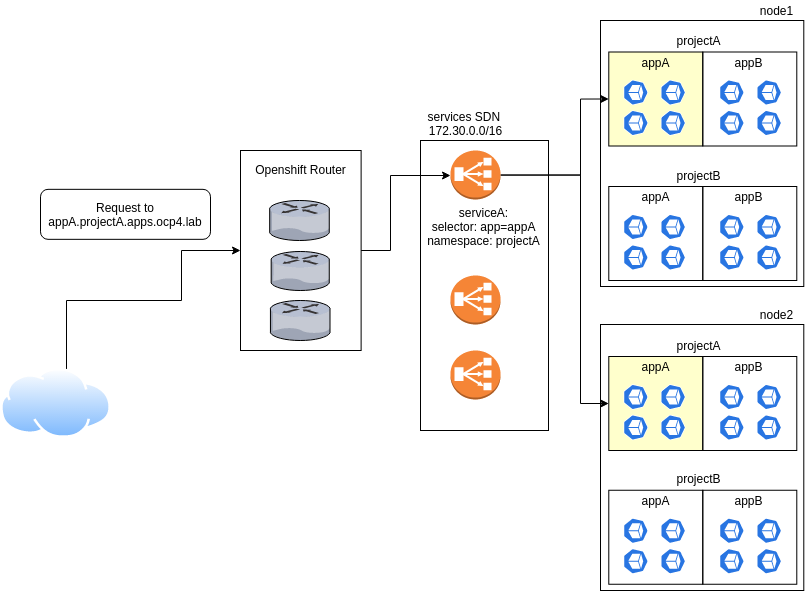 Request to
appA.projectA.apps.ocp4.lab
Openshift Router
services SDN
172.30.0.0/16
serviceA:
selector: app=appA
namespace: projectA
node1
projectA
appA
appB
projectB
appA
appB
node2
projectA
appA
appB
projectB
appA
appB